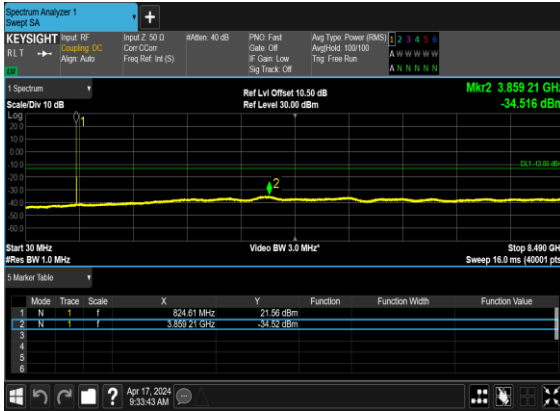 Spectrum Analyzer 1
Swept SA
+
KEYSIGHT Input: RF Input Z: 50 Ω #Atten: 40 dB PNO: Fast Avg Type: Power (RMS) 1 2 3 4 5 6
RLT Coupling: DC Corr CCorr Gate: Off Avg|Hold: 100/100 A W W W W W
Align: Auto Freq Ref: Int (S) IF Gain: Low Trig: Free Run
Sig Track: Off A N N N N N
1 Spectrum Ref Lvl Offset 10.50 dB Mkr2 3.859 21 GHz
Scale/Div 10 dB Ref Level 30.00 dBm -34.516 dBm
Log
20.0
10.0
0.00
-10.0
-20.0
-30.0
-40.0
-50.0
-60.0
1
2
DL1 -13.00 dBm
Start 30 MHz Video BW 3.0 MHz* Stop 8.490 GH
#Res BW 1.0 MHz Sweep 16.0 ms (40001 pts
5 Marker Table
Mode Trace Scale X Y Function Function Width Function Value
1 N 1 f 824.61 MHz 21.56 dBm
2 N 1 f 3.859 21 GHz -34.52 dBm
3
4
5
6
? Apr 17, 2024
9:33:43 AM